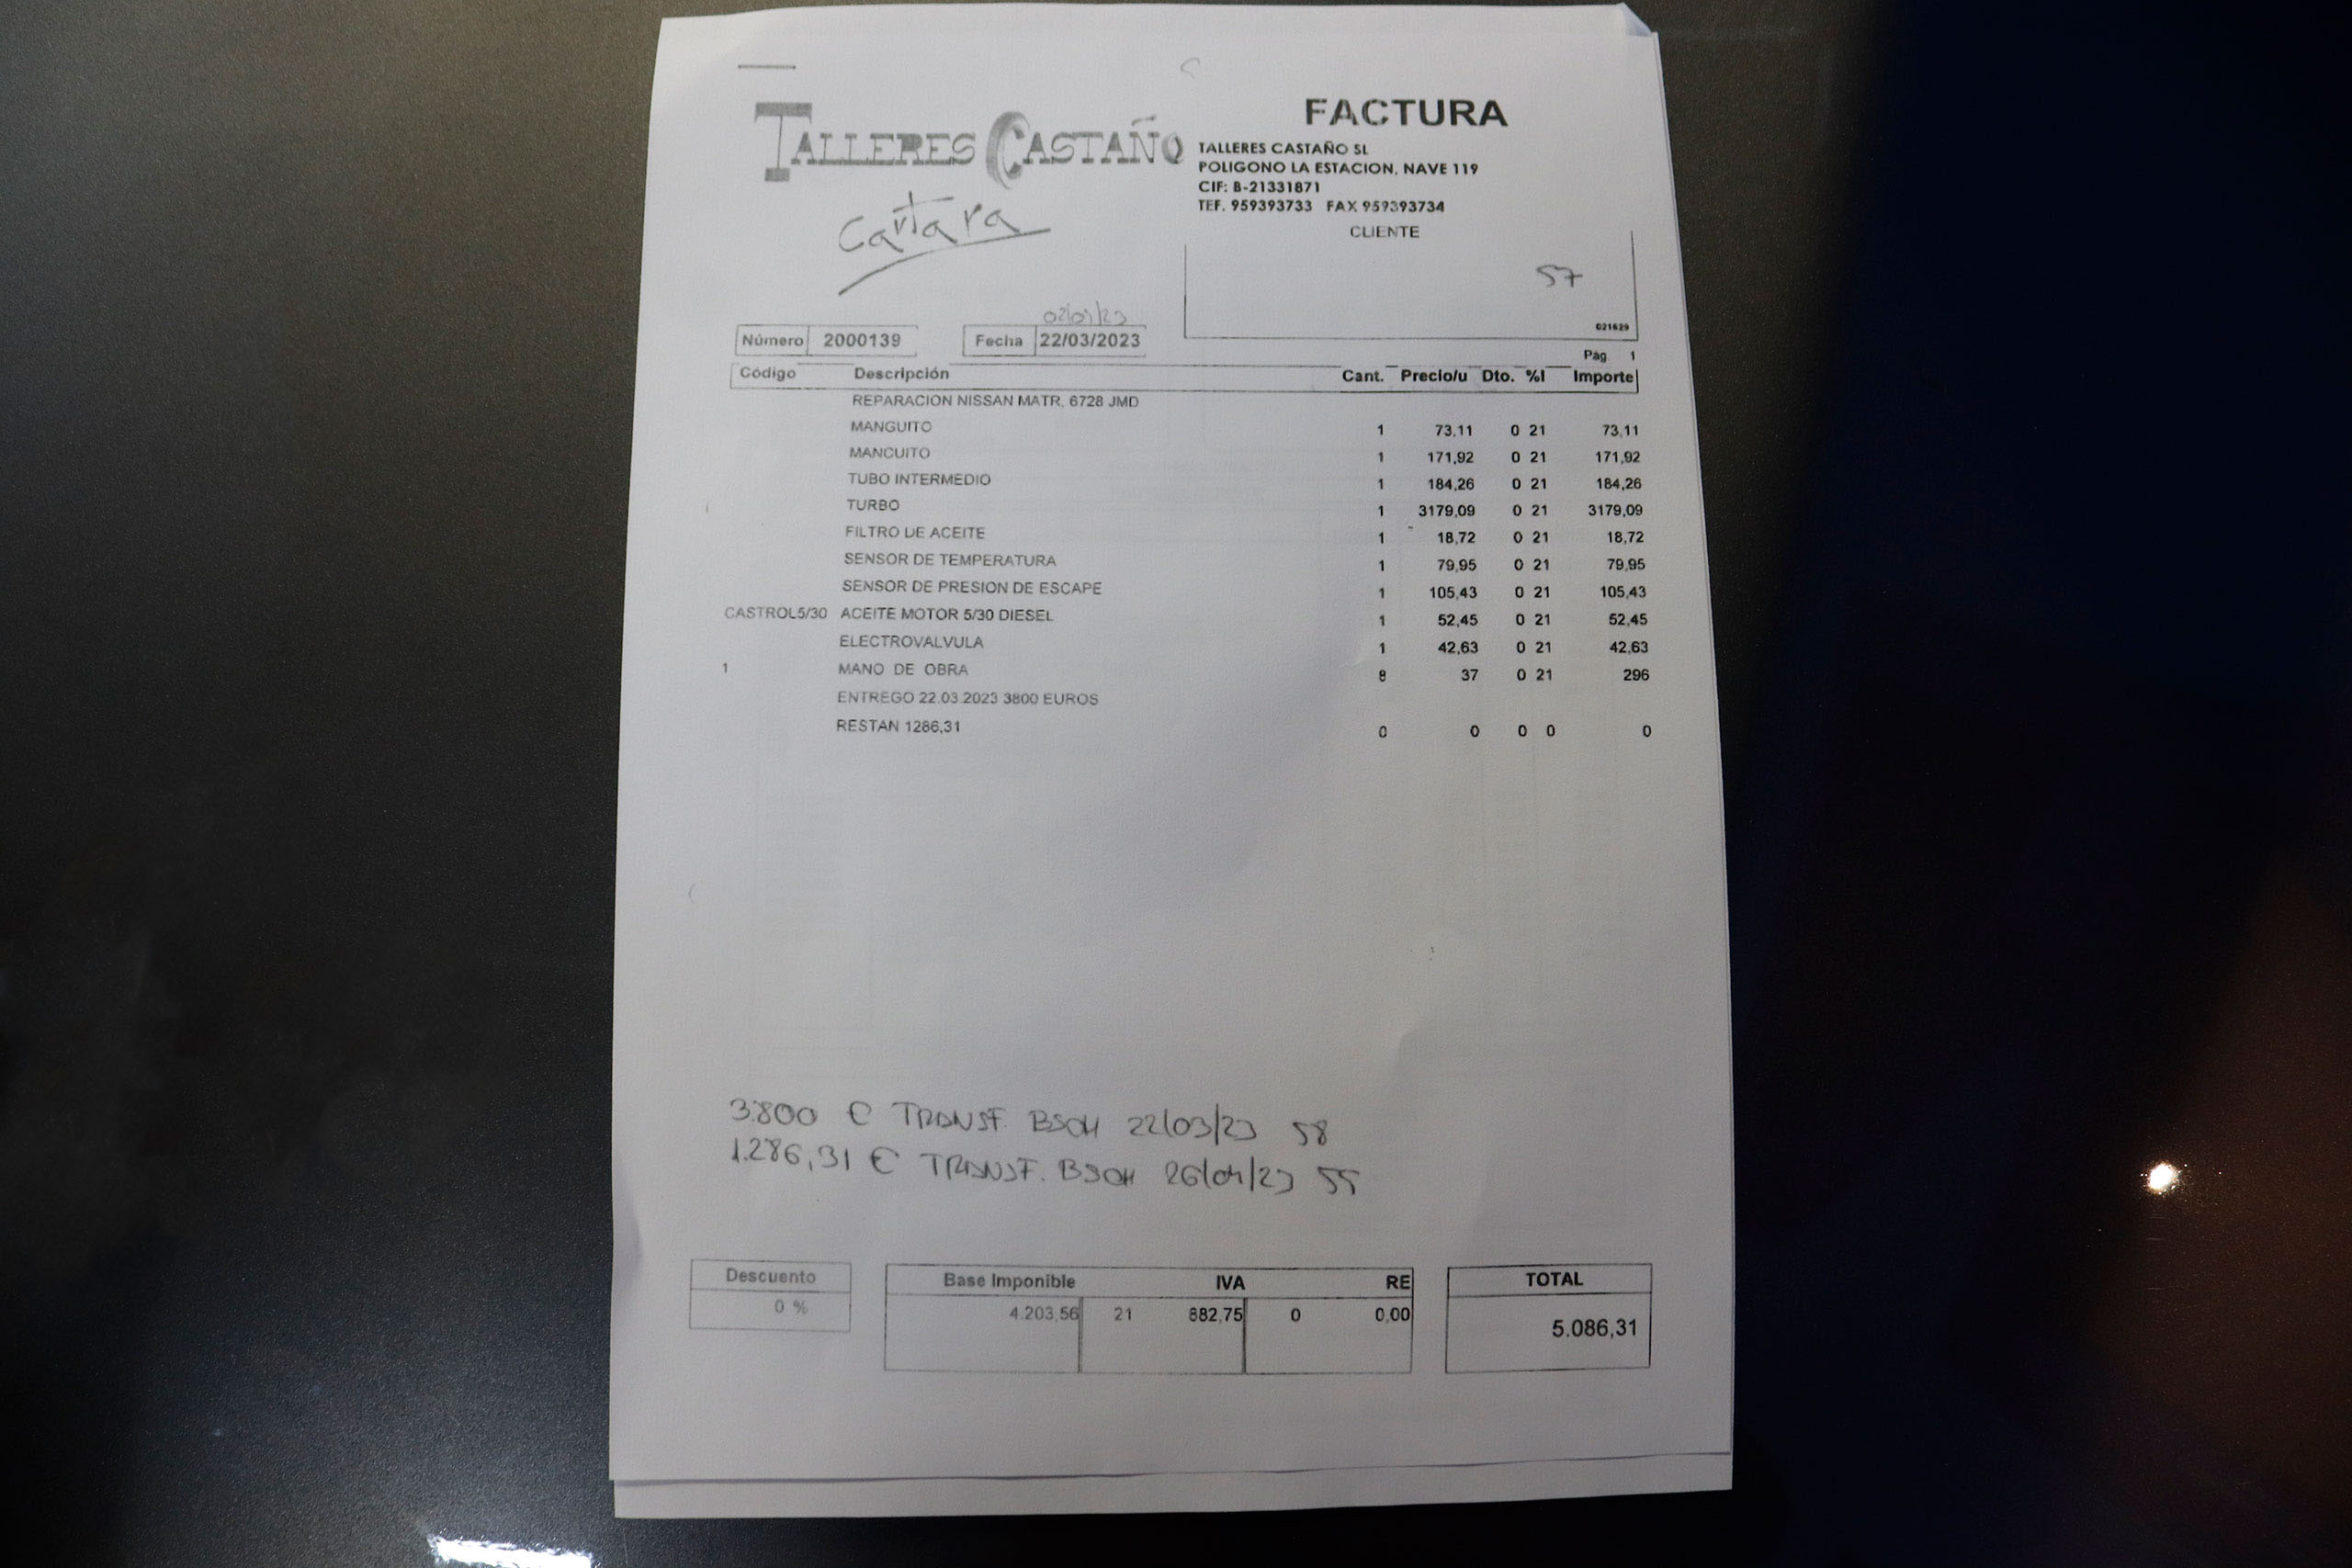 TALLERES CASTAÑO
FACTURA
TALLERES CASTAÑO SL
POLIGONO LA ESTACION, NAVE 119
CIF: B-21331871
TEF. 959393733 FAX 959393734
CLIENTE
57
021629
Número 2000139 Fecha 22/03/2023
Pág. 1
Código Descripción Cant. Precio/u Dto. %I Importe
REPARACION NISSAN MATR. 6728 JMD
MANGUITO 1 73,11 0 21 73,11
MANGUITO 1 171,92 0 21 171,92
TUBO INTERMEDIO 1 184,26 0 21 184,26
TURBO 1 3179,09 0 21 3179,09
FILTRO DE ACEITE 1 18,72 0 21 18,72
SENSOR DE TEMPERATURA 1 79,95 0 21 79,95
SENSOR DE PRESION DE ESCAPE 1 105,43 0 21 105,43
CASTROL5/30 ACEITE MOTOR 5/30 DIESEL 1 52,45 0 21 52,45
ELECTROVALVULA 1 42,63 0 21 42,63
1 MANO DE OBRA 8 37 0 21 296
ENTREGO 22.03.2023 3800 EUROS
RESTAN 1286,31 0 0 0 0 0
3.800 € TRANSF. 22/03/23 58
1.286,31 € TRANSF. 26/04/23
Descuento
0 %
Base Imponible IVA RE
4.203,56 21 882,75 0 0,00
TOTAL
5.086,31